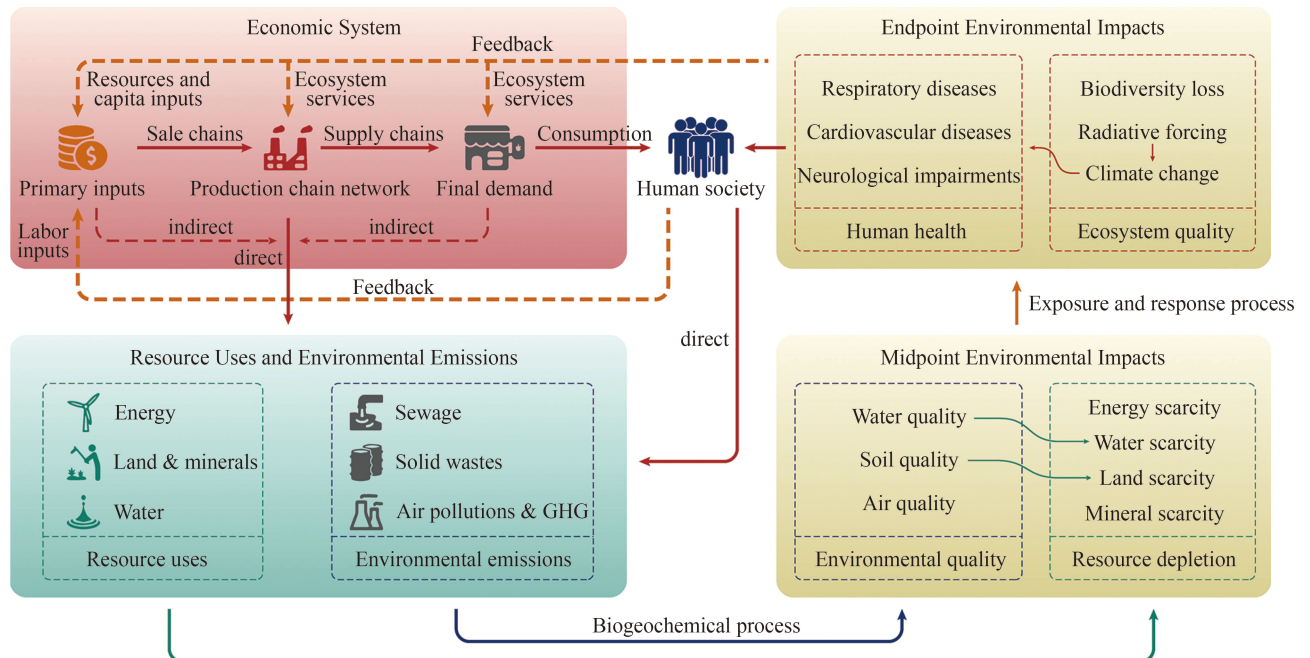 Economic System
Feedback
Resources and
capita inputs
Ecosystem
services
Ecosystem
services
Sale chains
Supply chains
Consumption
Primary inputs
Production chain network
Final demand
Human society
Labor
inputs
indirect
indirect
direct
Feedback
direct
Endpoint Environmental Impacts
Respiratory diseases
Cardiovascular diseases
Neurological impairments
Human health
Biodiversity loss
Radiative forcing
Climate change
Ecosystem quality
Exposure and response process
Resource Uses and Environmental Emissions
Energy
Land & minerals
Water
Resource uses
Sewage
Solid wastes
Air pollutions & GHG
Environmental emissions
Midpoint Environmental Impacts
Water quality
Soil quality
Air quality
Environmental quality
Energy scarcity
Water scarcity
Land scarcity
Mineral scarcity
Resource depletion
Biogeochemical process